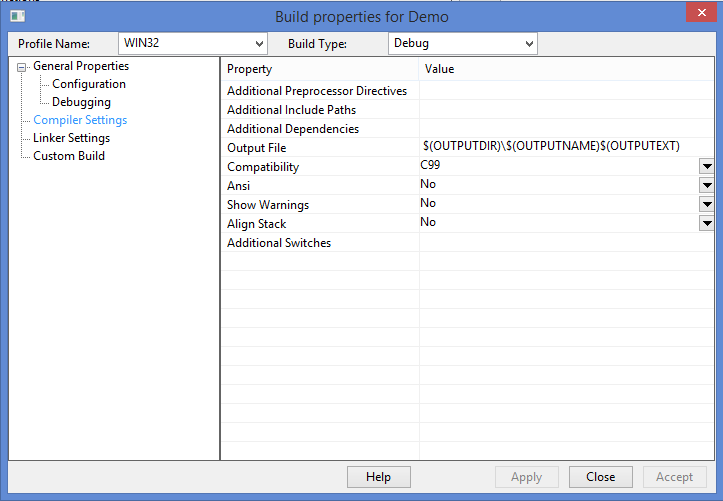 Build properties for Demo
Profile Name: WIN32 Build Type: Debug
General Properties
Configuration
Debugging
Compiler Settings
Linker Settings
Custom Build
Property Value
Additional Preprocessor Directives
Additional Include Paths
Additional Dependencies
Output File $(OUTPUTDIR)\$(OUTPUTNAME)$(OUTPUTEXT)
Compatibility C99
Ansi No
Show Warnings No
Align Stack No
Additional Switches
Help Apply Close Accept